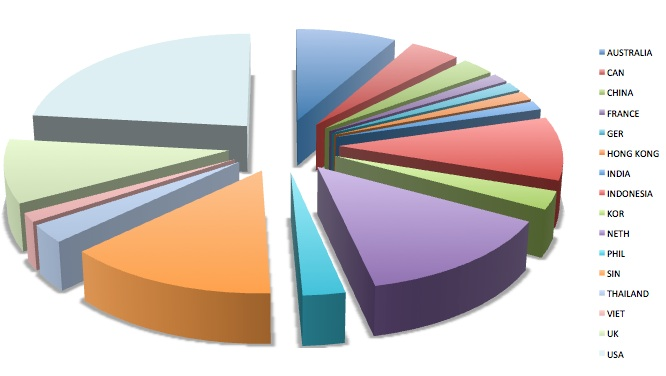 AUSTRALIA
CAN
CHINA
FRANCE
GER
HONG KONG
INDIA
INDONESIA
KOR
NETH
PHIL
SIN
THAILAND
VIET
UK
USA